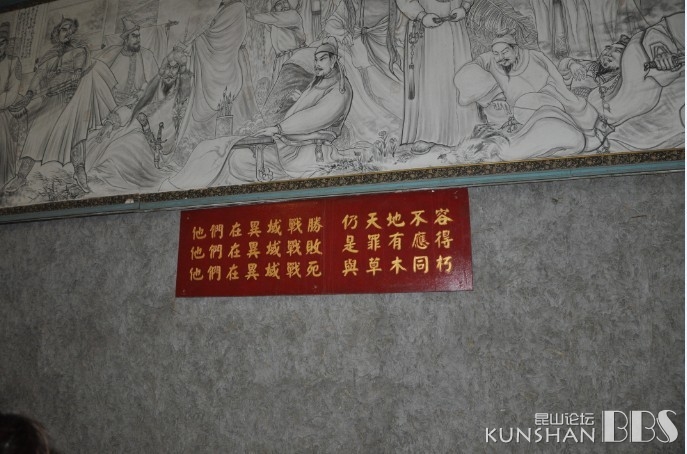 他們在異域戰勝 仍天地不容
他們在異域戰敗 是罪有應得
他們在異域戰死 與草木同朽
昆山论坛
KUNSHAN BBS